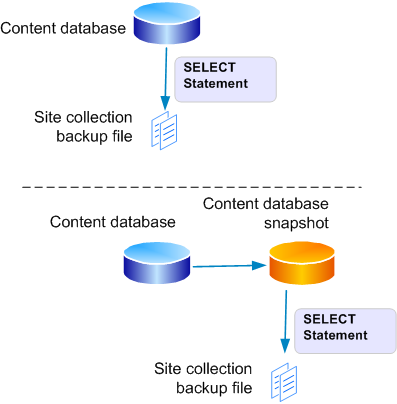 Content database
SELECT
Statement
Site collection
backup file
Content database
snapshot
Content database
SELECT
Statement
Site collection
backup file